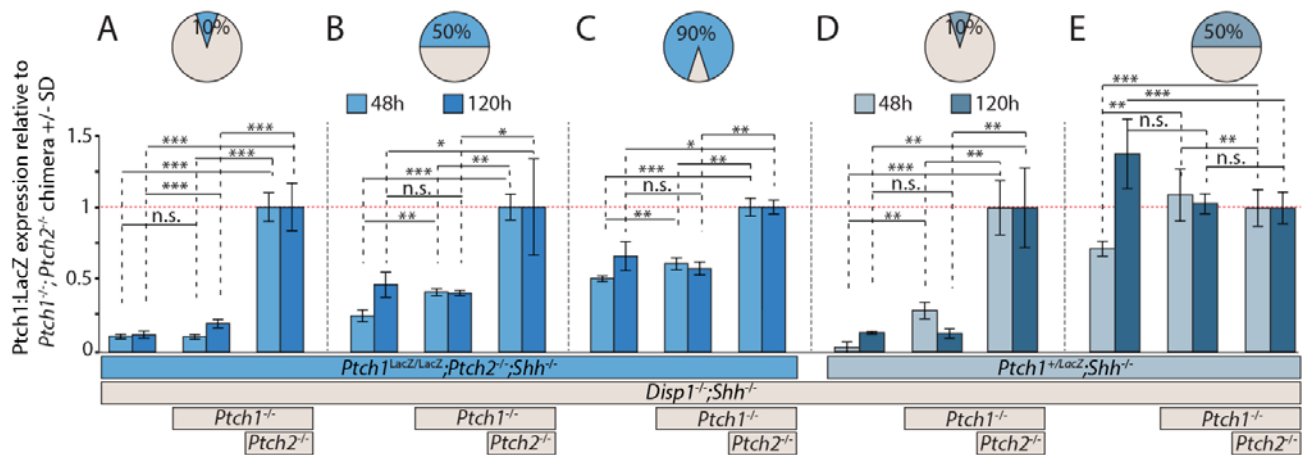 A
10%
B
50%
C
90%
D
10%
E
50%
48h
120h
48h
120h
Ptch1:LacZ expression relative to
Ptch1-/-;Ptch2-/- chimera +/- SD
1.5
1
0.5
0
***
***
***
***
***
n.s.
*
*
**
***
n.s.
**
**
*
**
***
n.s.
**
**
**
**
***
n.s.
**
***
***
**
n.s.
**
n.s.
Ptch1LacZ/LacZ;Ptch2-/-;Shh-/-
Ptch1+/LacZ;Shh-/-
Disp1-/-;Shh-/-
Ptch1-/-
Ptch1-/-
Ptch1-/-
Ptch1-/-
Ptch1-/-
Ptch2-/-
Ptch2-/-
Ptch2-/-
Ptch2-/-
Ptch2-/-